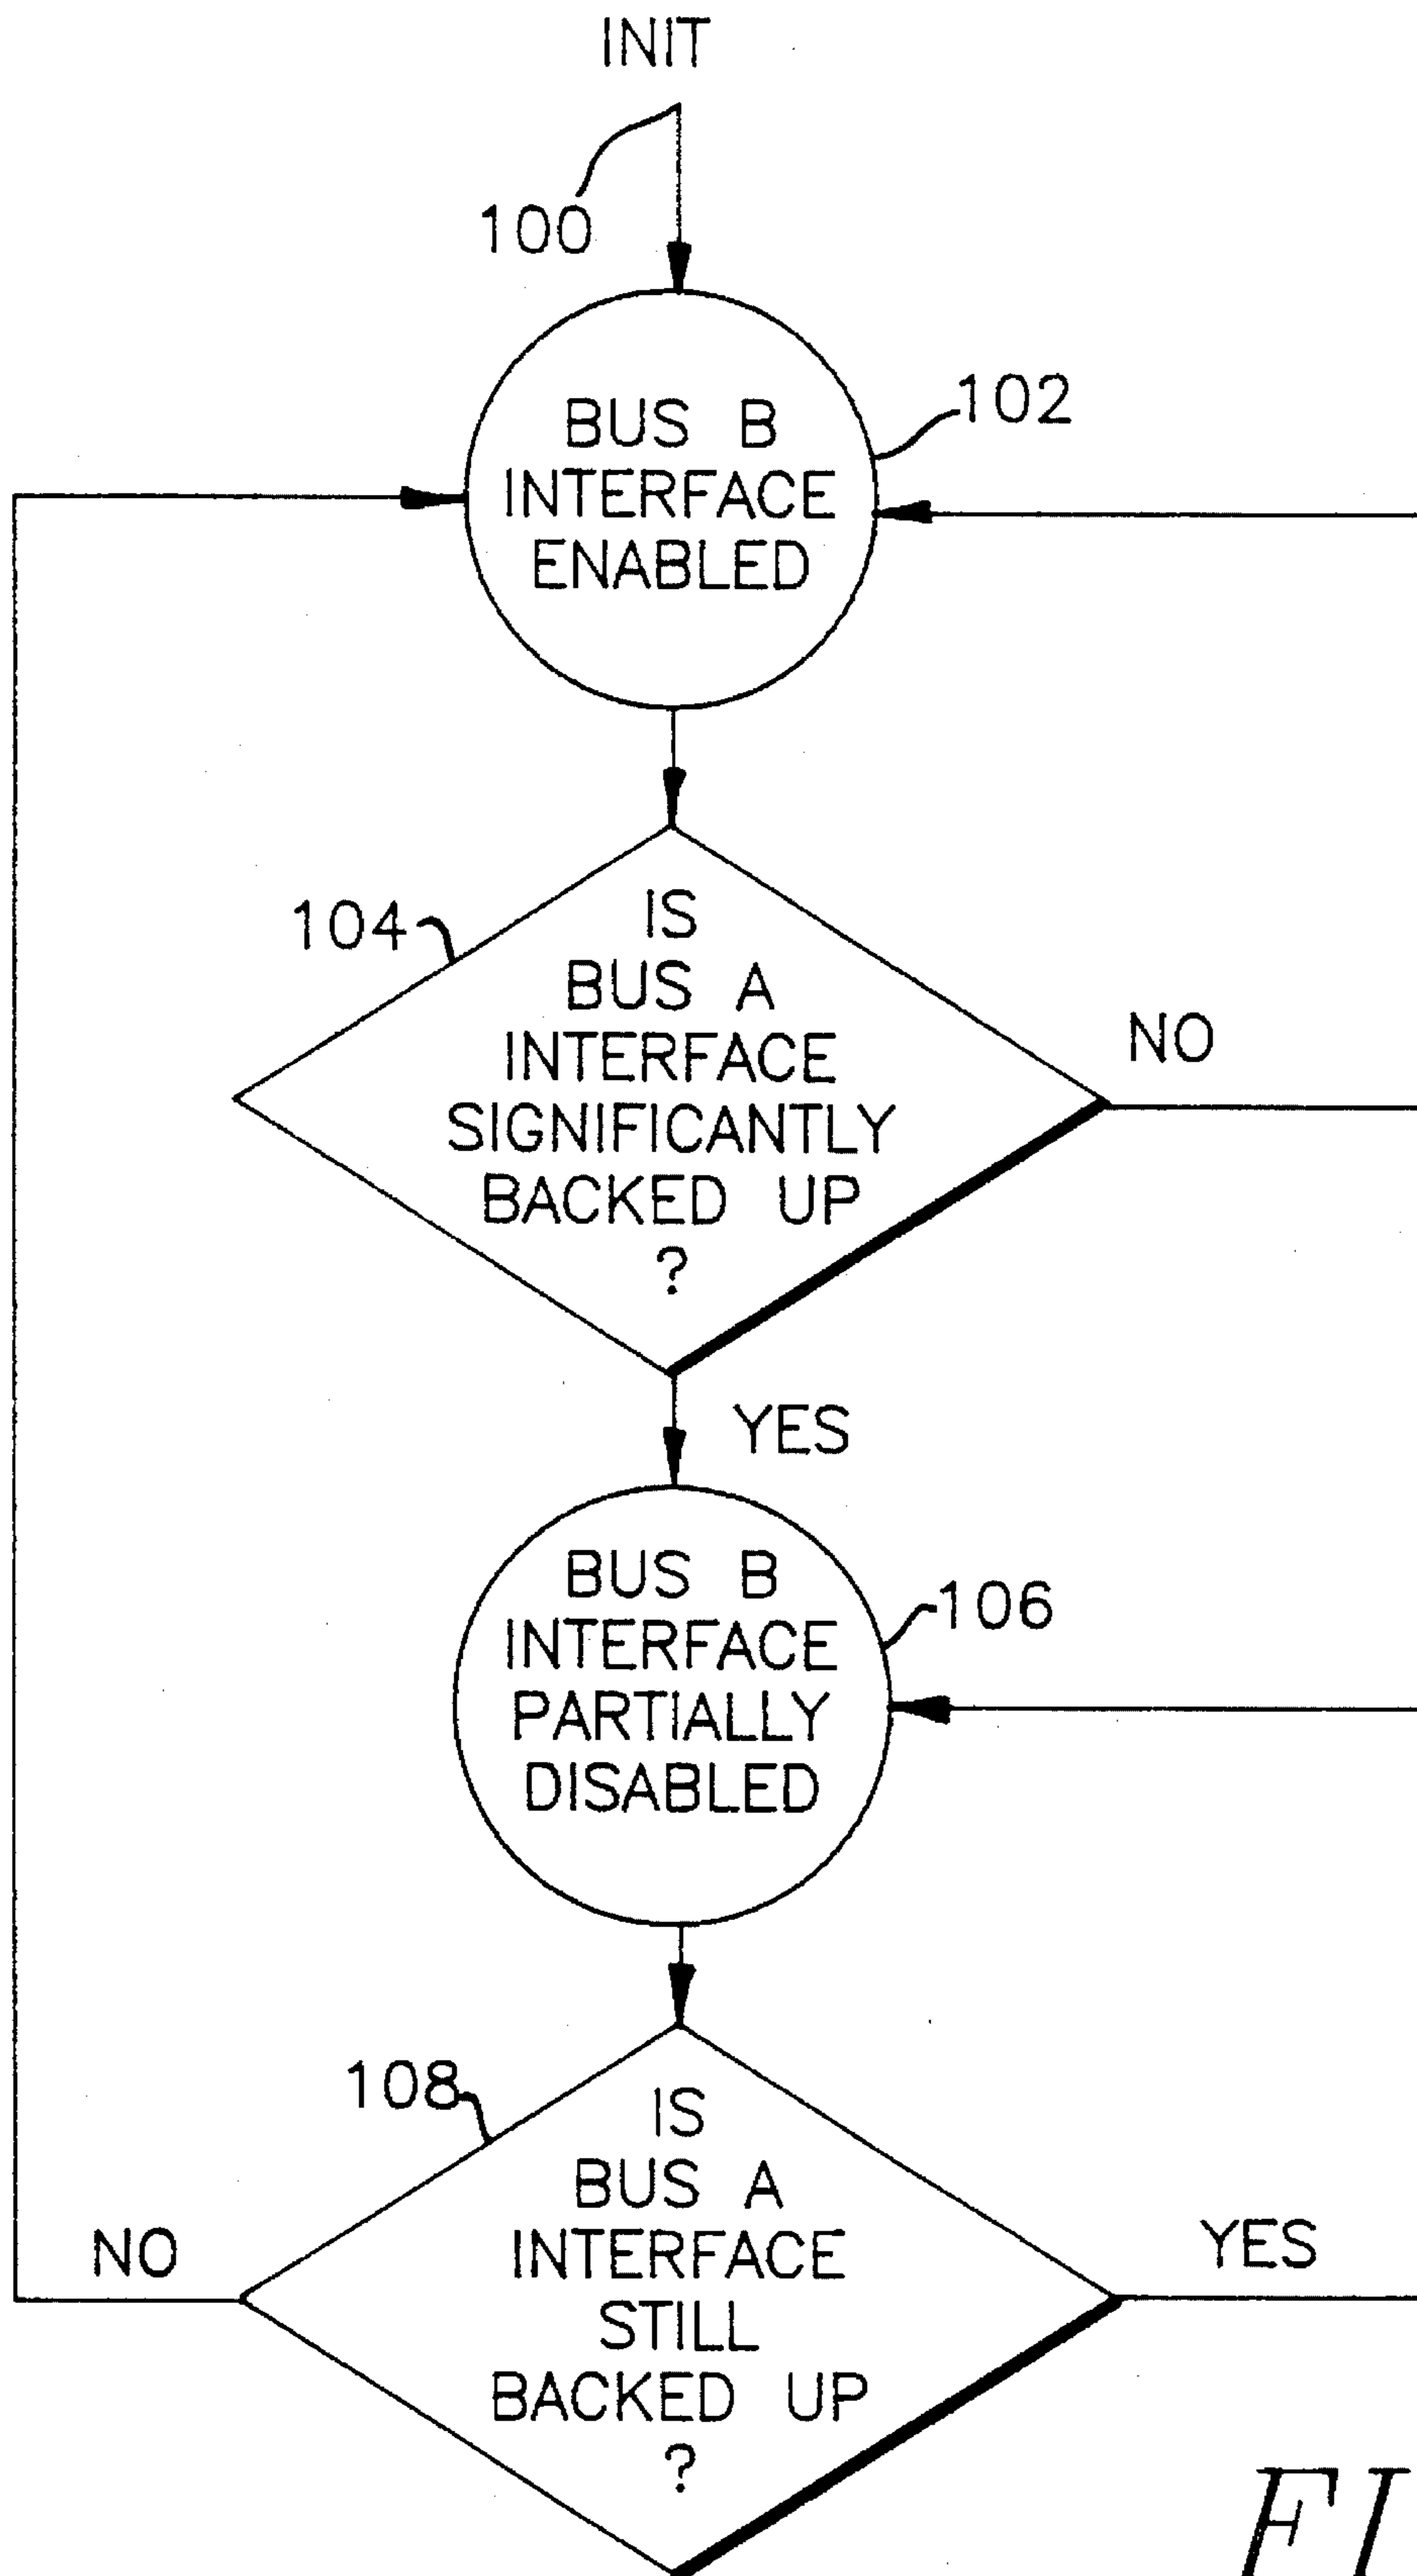 INIT
100
BUS B
INTERFACE
ENABLED
102
104
IS
BUS A
INTERFACE
SIGNIFICANTLY
BACKED UP
?
NO
YES
BUS B
INTERFACE
PARTIALLY
DISABLED
106
108
IS
BUS A
INTERFACE
STILL
BACKED UP
?
NO
YES